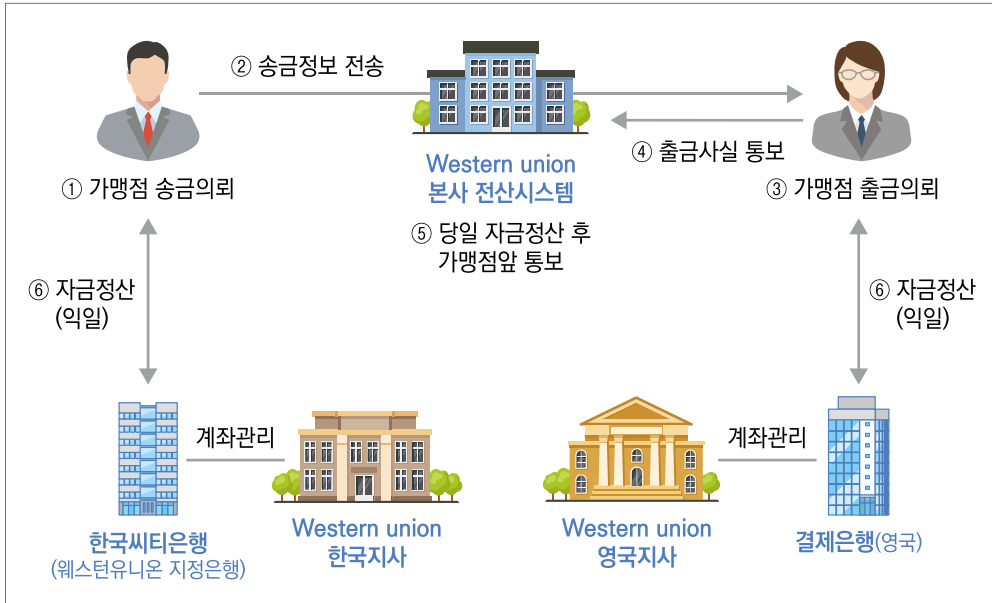 ② 송금정보 전송
④ 출금사실 통보
① 가맹점 송금의뢰
Western union
본사 전산시스템
③ 가맹점 출금의뢰
⑤ 당일 자금정산 후
가맹점앞 통보
⑥ 자금정산
(익일)
⑥ 자금정산
(익일)
계좌관리
계좌관리
한국씨티은행
(웨스턴유니온 지정은행)
Western union
한국지사
Western union
영국지사
결제은행(영국)